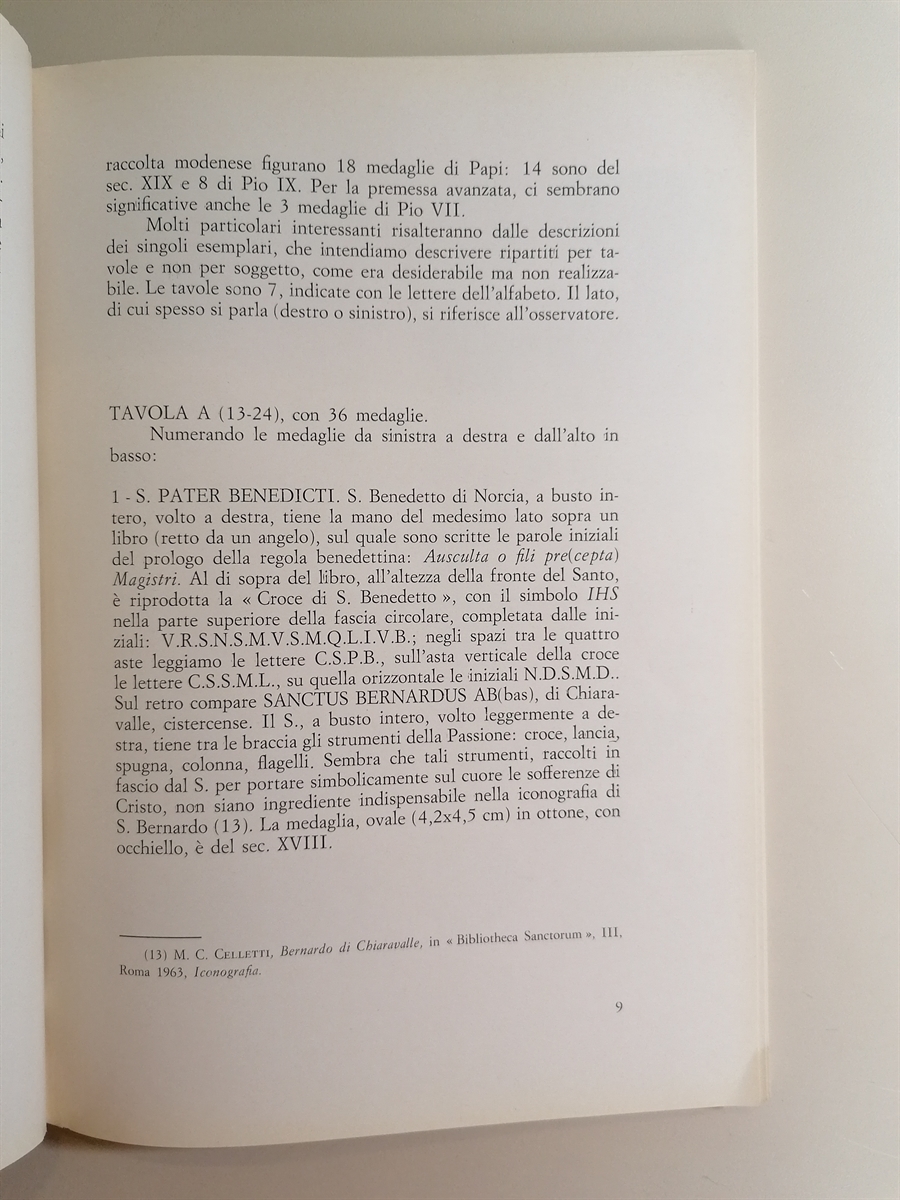 raccolta modenese figurano 18 medaglie di Papi: 14 sono del
sec. XIX e 8 di Pio IX. Per la premessa avanzata, ci sembrano
significative anche le 3 medaglie di Pio VII.
Molti particolari interessanti risalteranno dalle descrizioni
dei singoli esemplari, che intendiamo descrivere ripartiti per ta-
vole e non per soggetto, come era desiderabile ma non realizza-
bile. Le tavole sono 7, indicate con le lettere dell'alfabeto. Il lato,
di cui spesso si parla (destro o sinistro), si riferisce all'osservatore.
TAVOLA A (13-24), con 36 medaglie.
Numerando le medaglie da sinistra a destra e dall'alto in
basso:
1 - S. PATER BENEDICTI. S. Benedetto di Norcia, a busto in-
tero, volto a destra, tiene la mano del medesimo lato sopra un
libro (retto da un angelo), sul quale sono scritte le parole iniziali
del prologo della regola benedettina: Ausculta o fili pre(cepta)
Magistri. Al di sopra del libro, all'altezza della fronte del Santo,
è riprodotta la « Croce di S. Benedetto », con il simbolo IHS
nella parte superiore della fascia circolare, completata dalle ini-
ziali: V.R.S.N.S.M.V.S.M.Q.L.I.V.B.; negli spazi tra le quattro
aste leggiamo le lettere C.S.P.B., sull'asta verticale della croce
le lettere C.S.S.M.L., su quella orizzontale le iniziali N.D.S.M.D..
Sul retro compare SANCTUS BERNARDUS AB(bas), di Chiara-
valle, cistercense. Il S., a busto intero, volto leggermente a de-
stra, tiene tra le braccia gli strumenti della Passione: croce, lancia,
spugna, colonna, flagelli. Sembra che tali strumenti, raccolti in
fascio dal S. per portare simbolicamente sul cuore le sofferenze di
Cristo, non siano ingrediente indispensabile nella iconografia di
S. Bernardo (13). La medaglia, ovale (4,2x4,5 cm) in ottone, con
occhiello, è del sec. XVIII.
(13) M. C. CELLETTI, Bernardo di Chiaravalle, in « Bibliotheca Sanctorum », III,
Roma 1963, Iconografia.
9